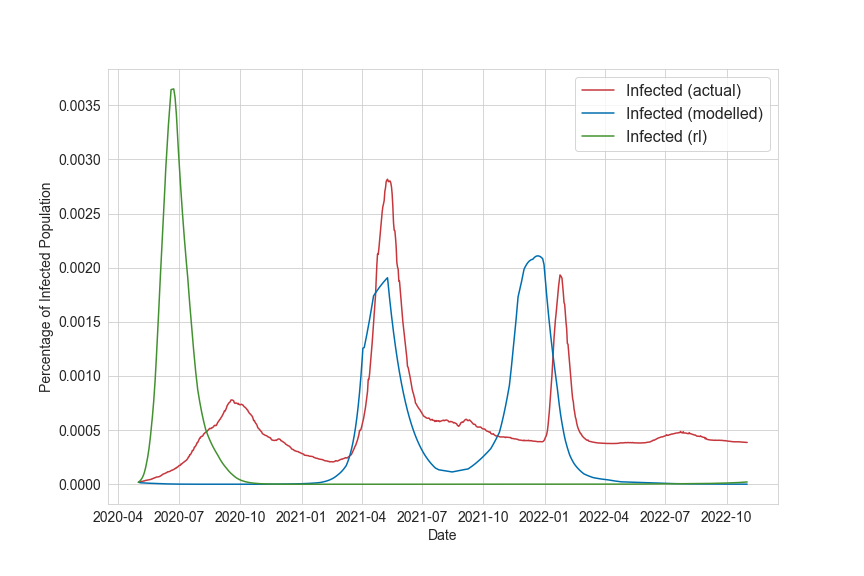 Infected (actual)
Infected (modelled)
Infected (rl)
Percentage of Infected Population
0.0035
0.0030
0.0025
0.0020
0.0015
0.0010
0.0005
0.0000
2020-04 2020-07 2020-10 2021-01 2021-04 2021-07 2021-10 2022-01 2022-04 2022-07 2022-10
Date